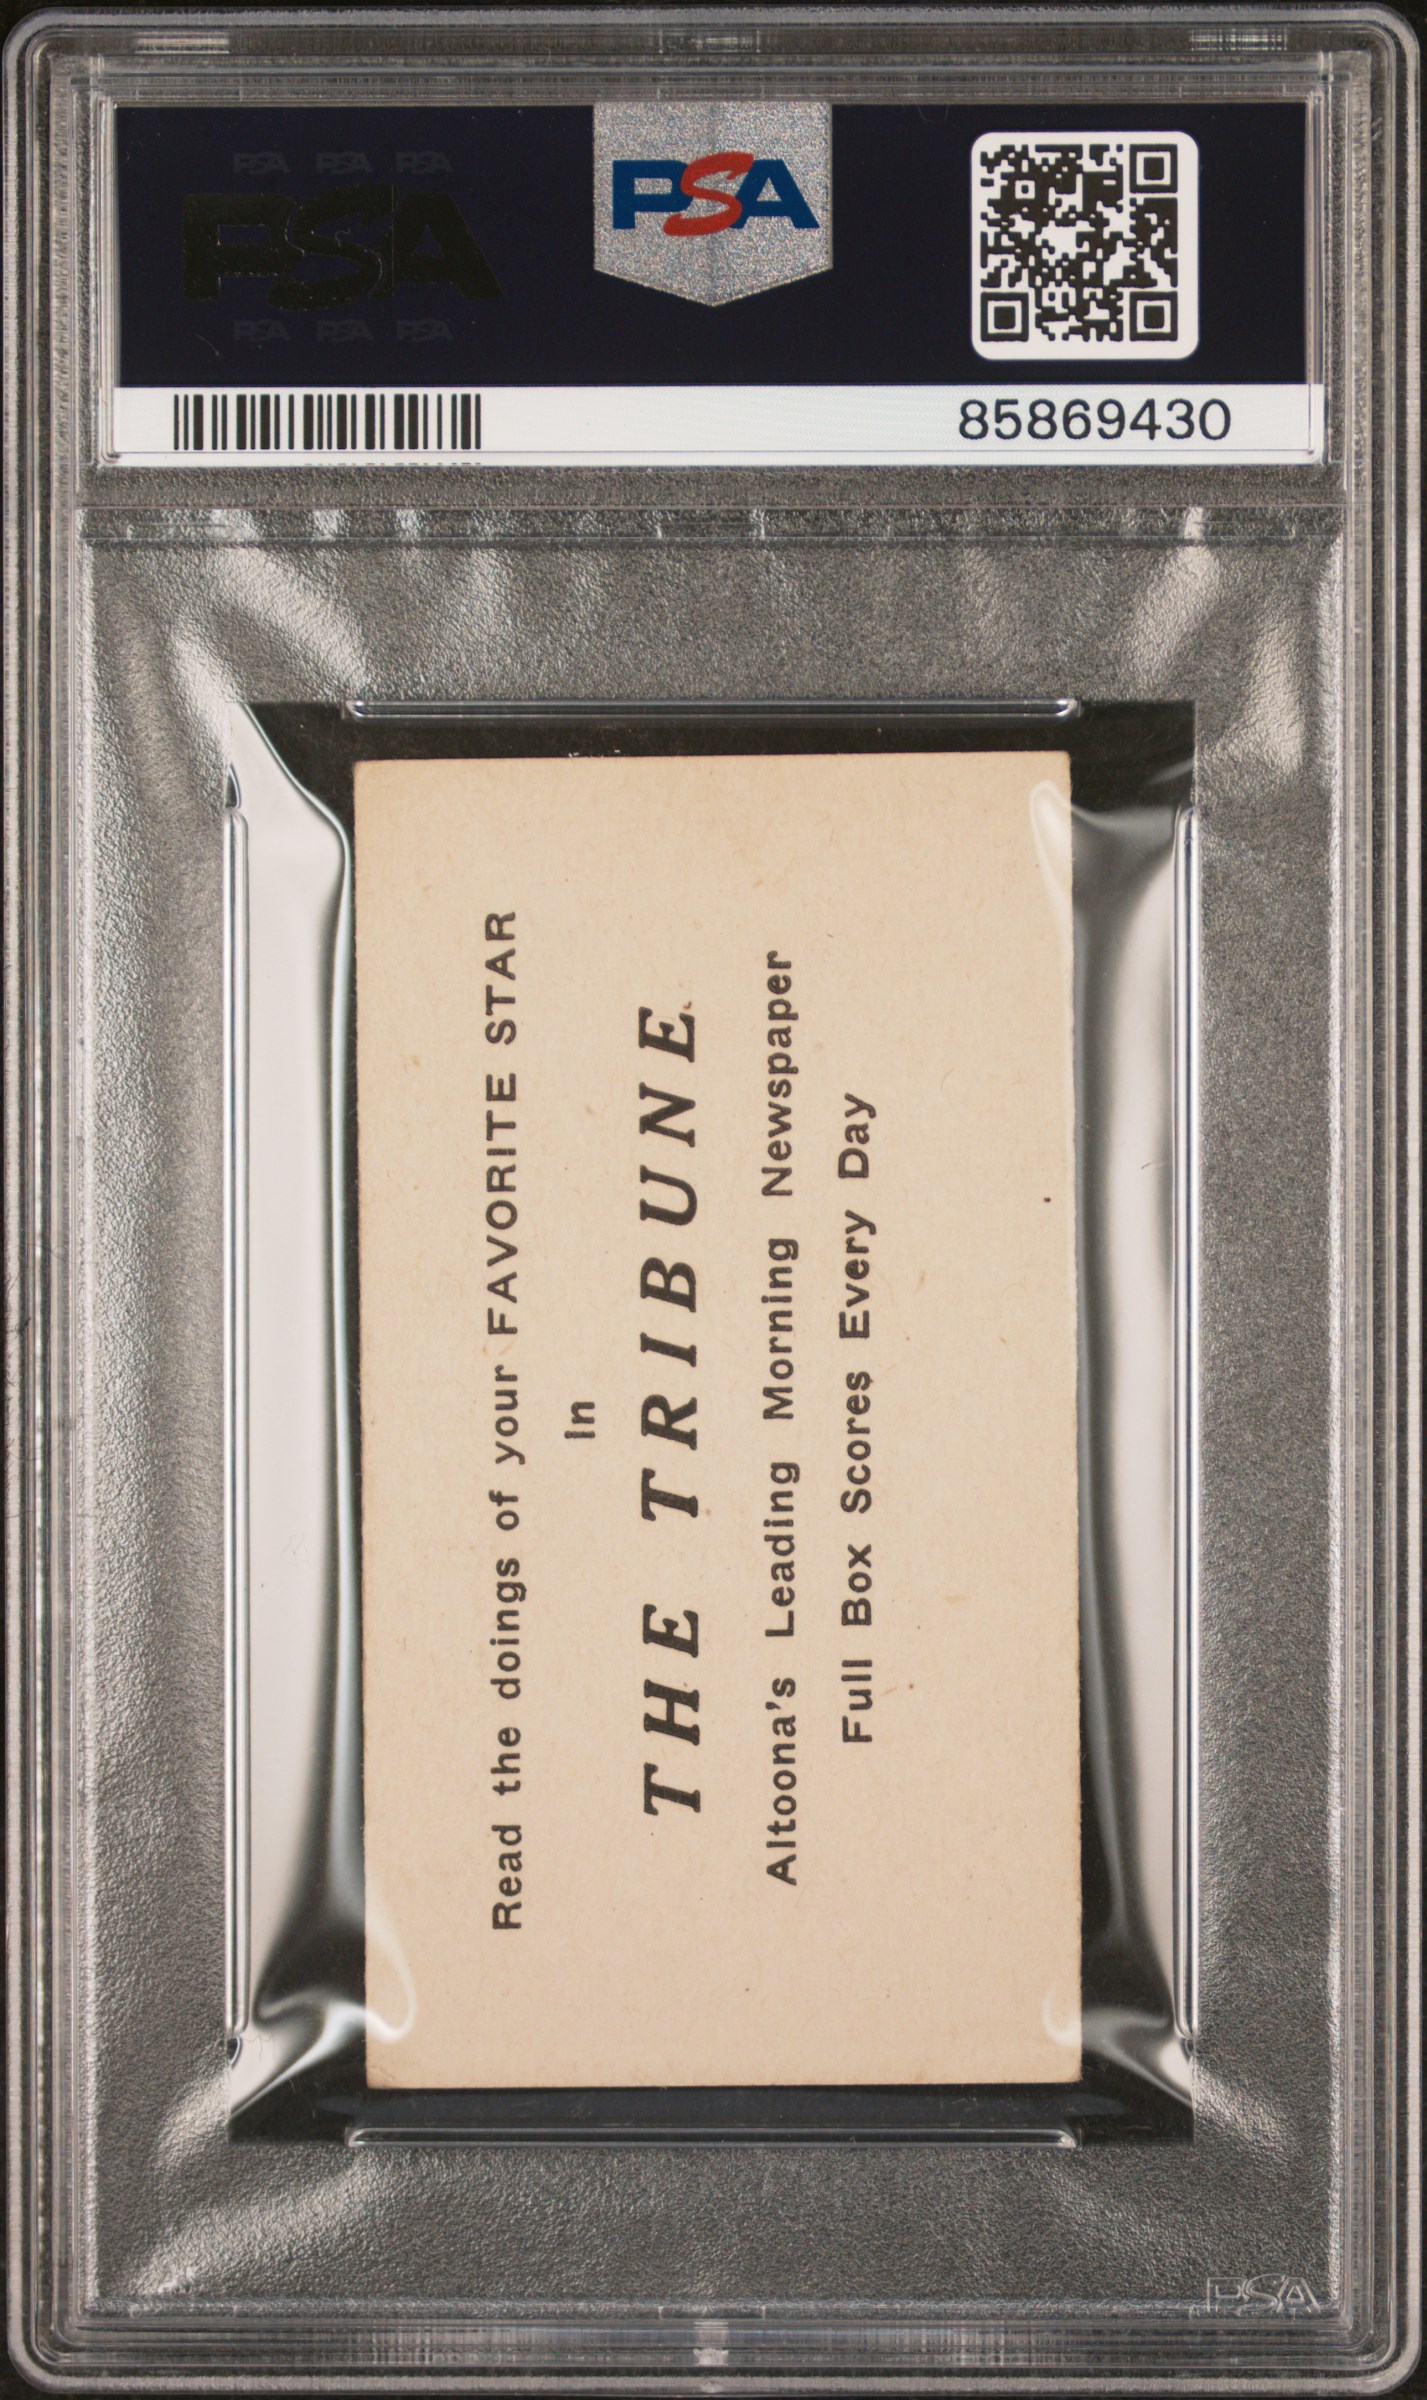 PSA PSA PSA
PSA
PSA PSA PSA
PSA
85869430
Read the doings of your FAVORITE STAR
in
THE TRIBUNE
Altoona's Leading Morning Newspaper
Full Box Scores Every Day
PSA